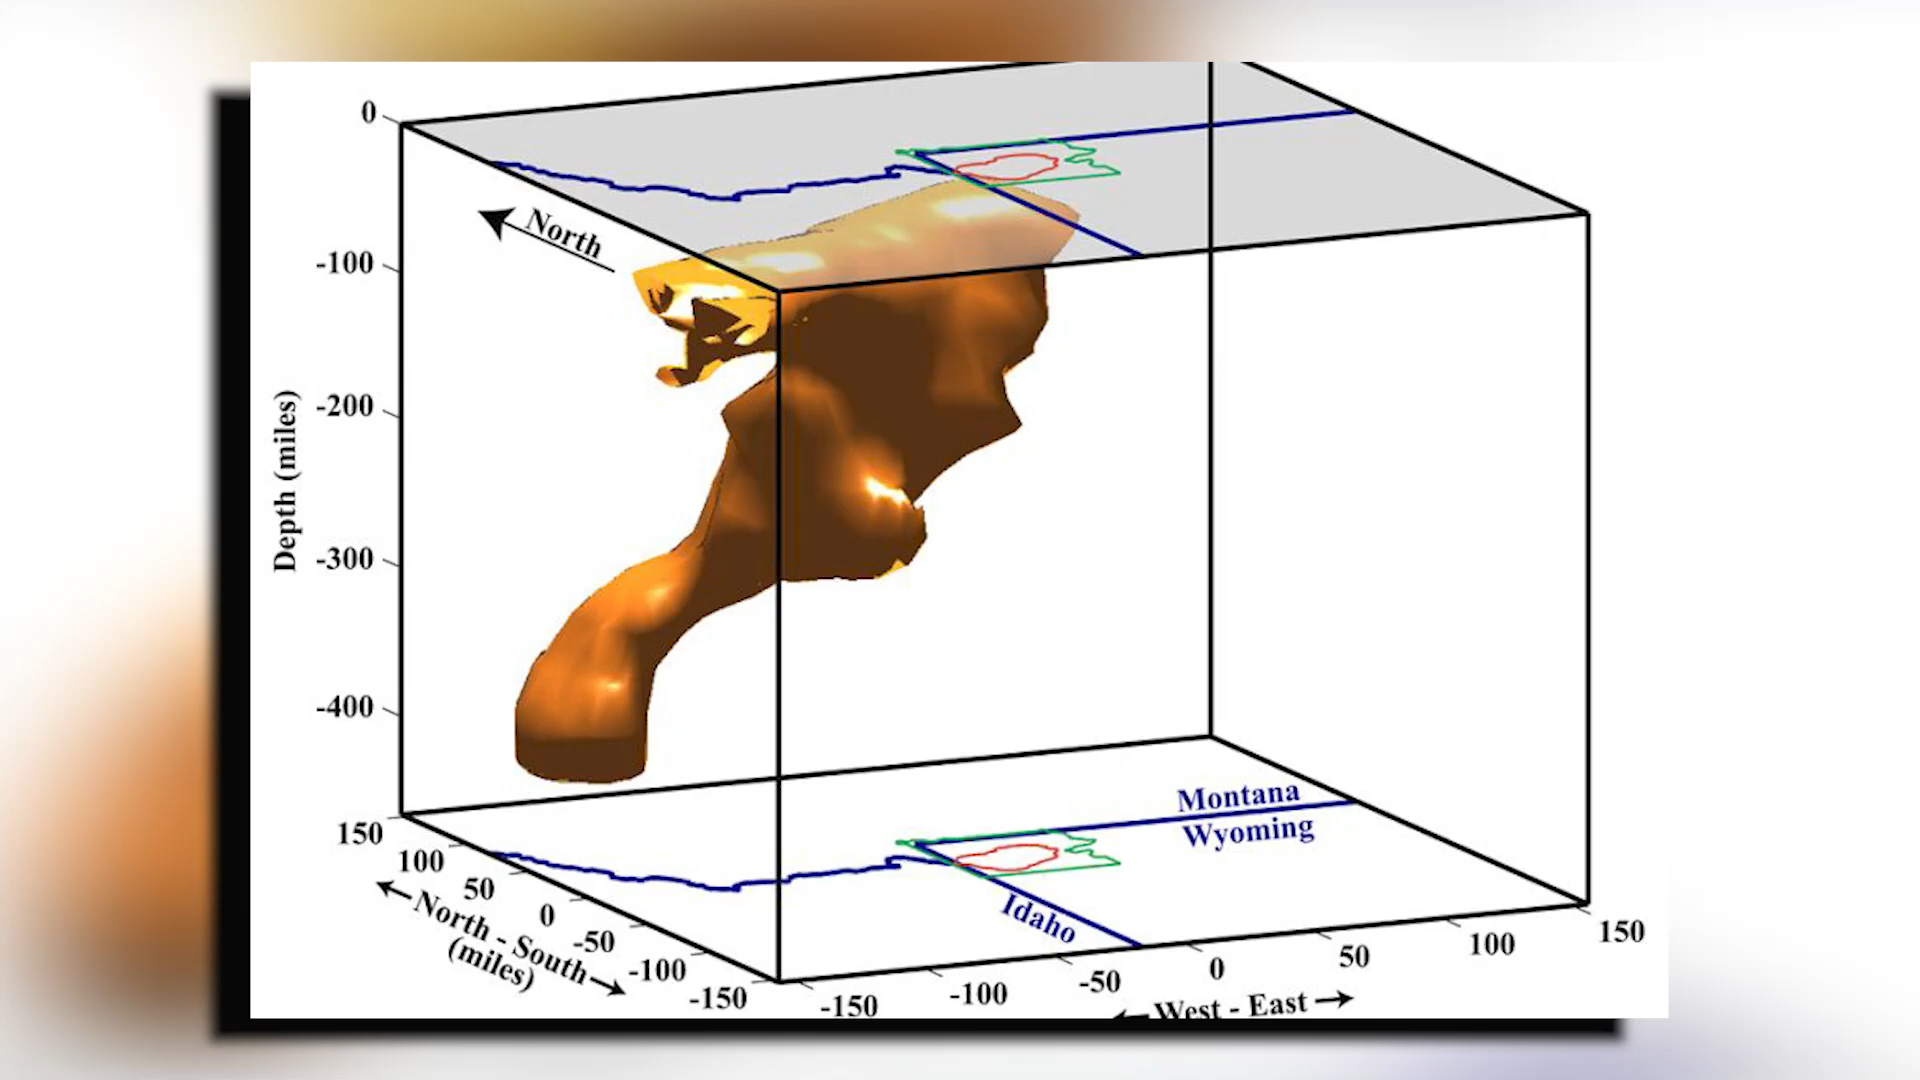 0
North
-100
-200
Depth (miles)
-300
-400
Montana
Wyoming
Idaho
150
100
50
0
-50
-100
-150
North - South
(miles)
-150
-100
-50
0
50
100
150
West - East